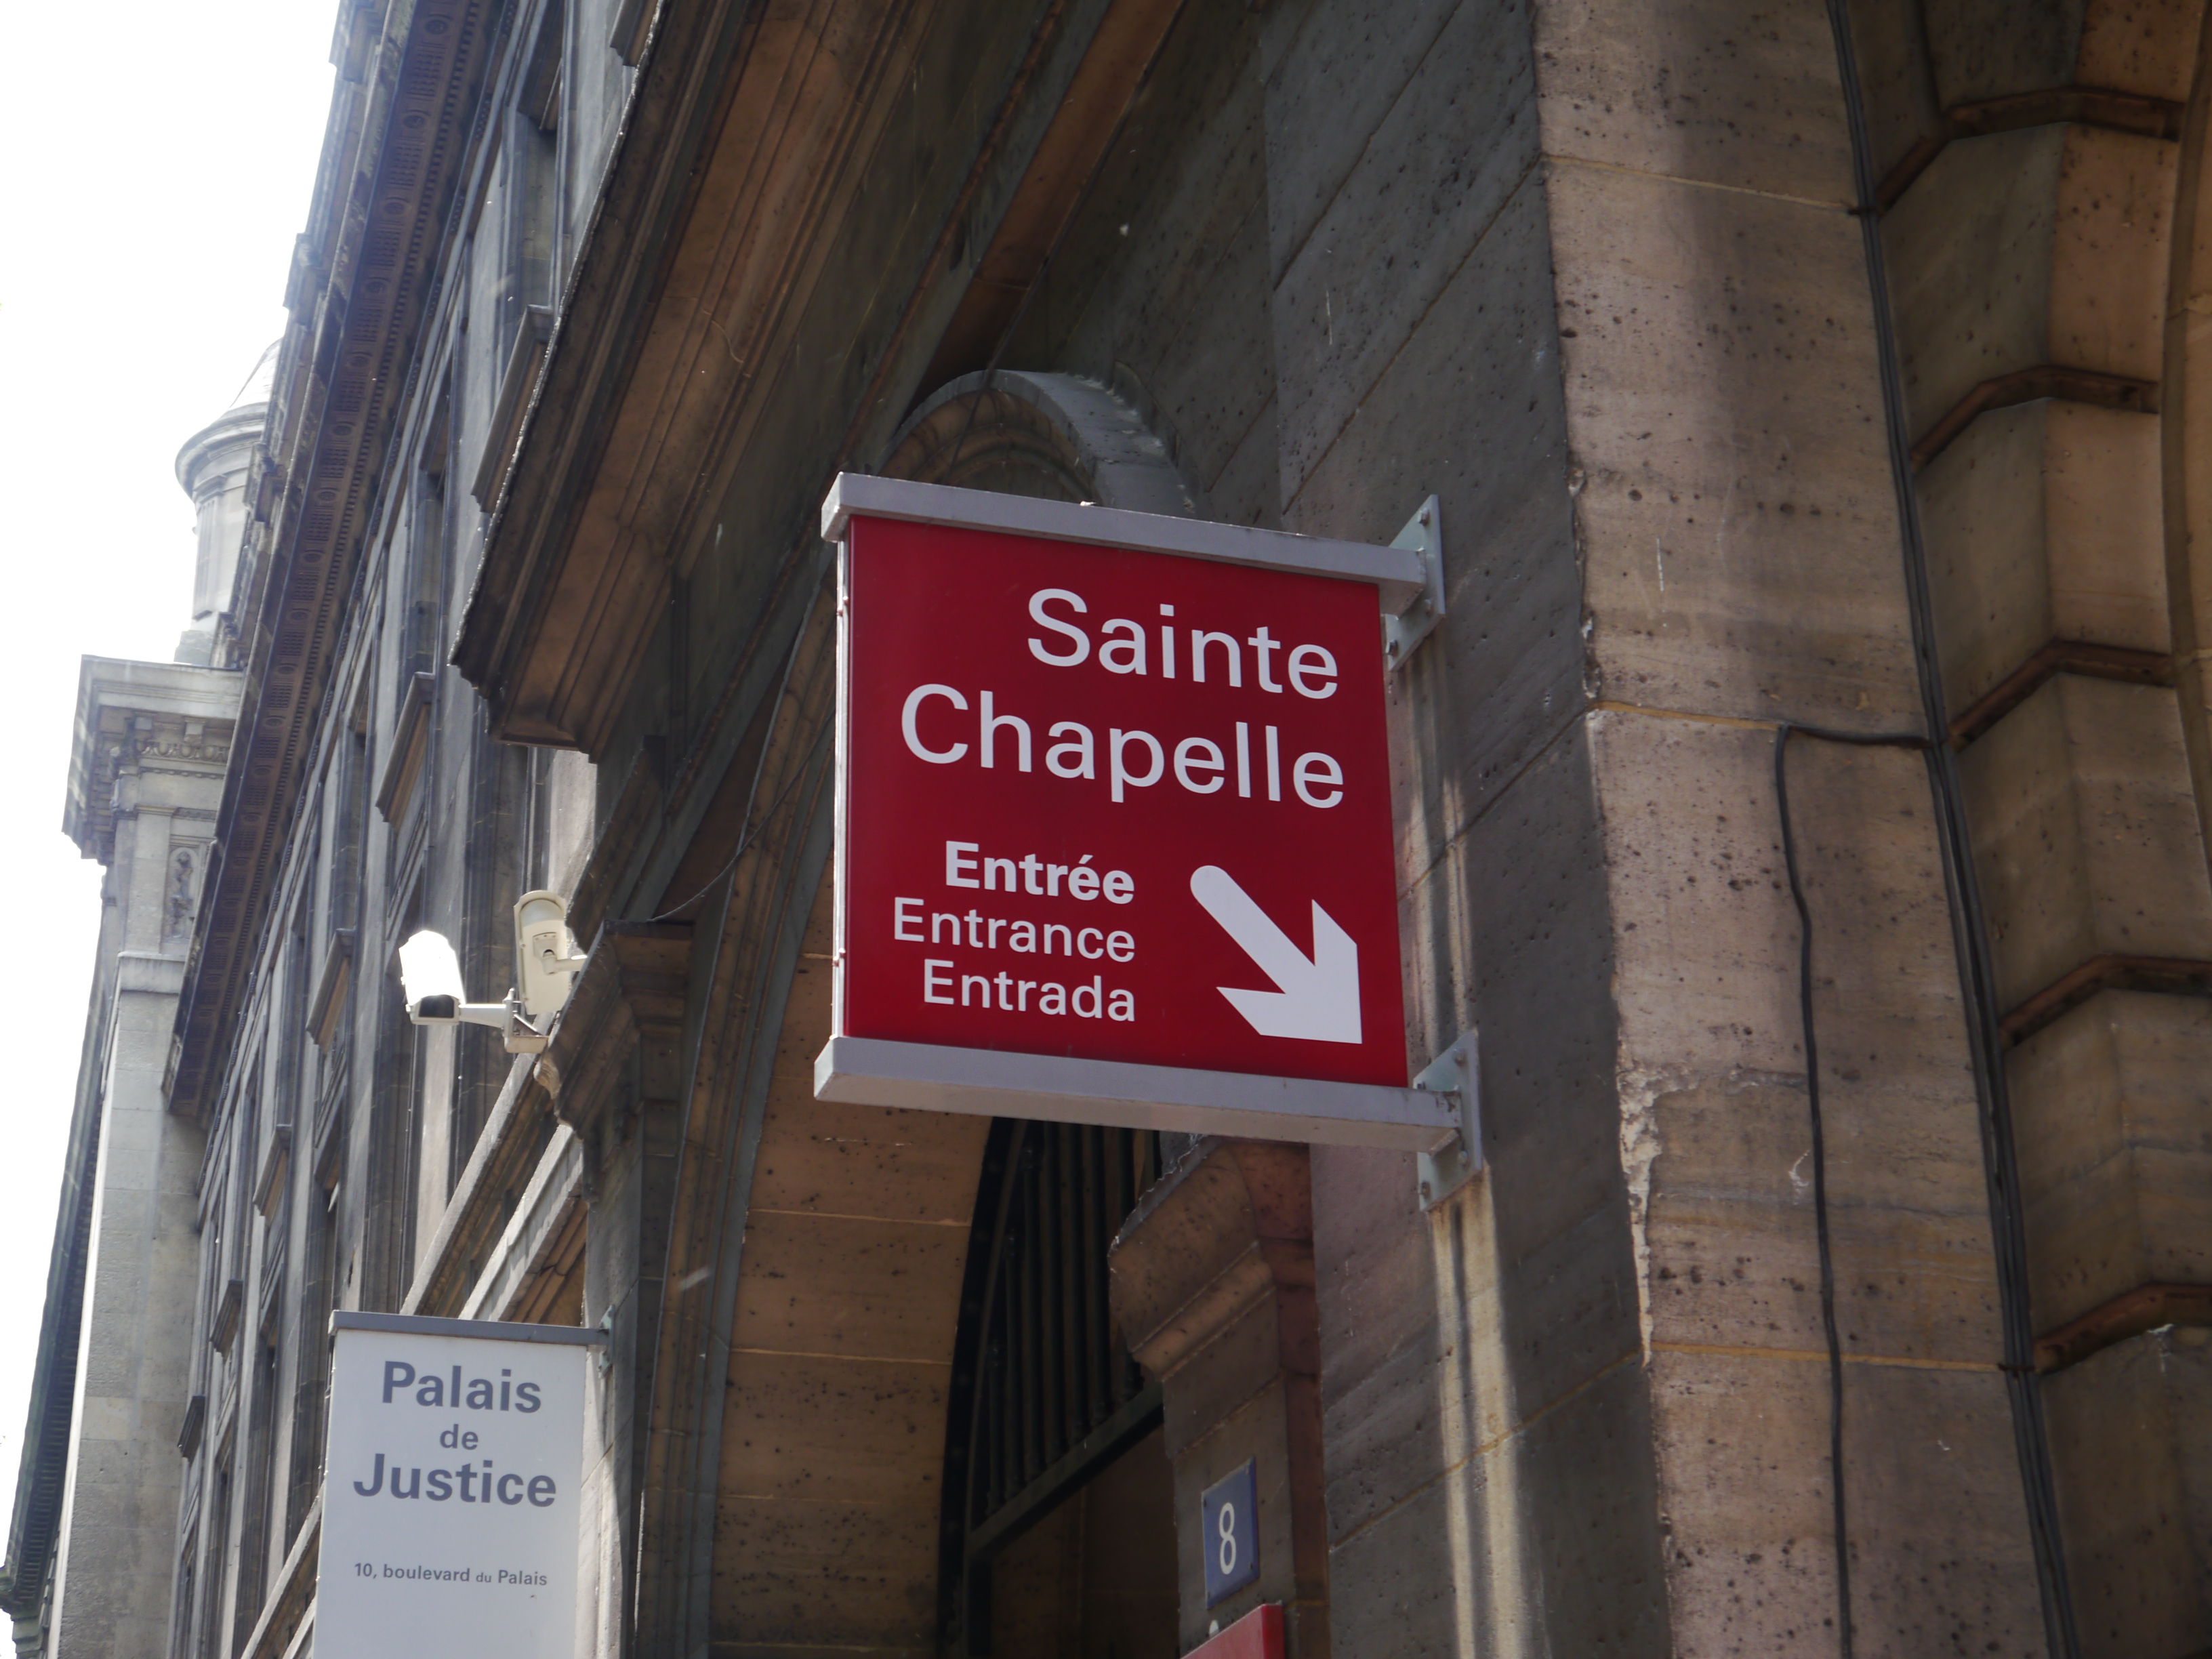 Sainte
Chapelle
Entrée
Entrance
Entrada
Palais
de
Justice
10, boulevard du Palais
8